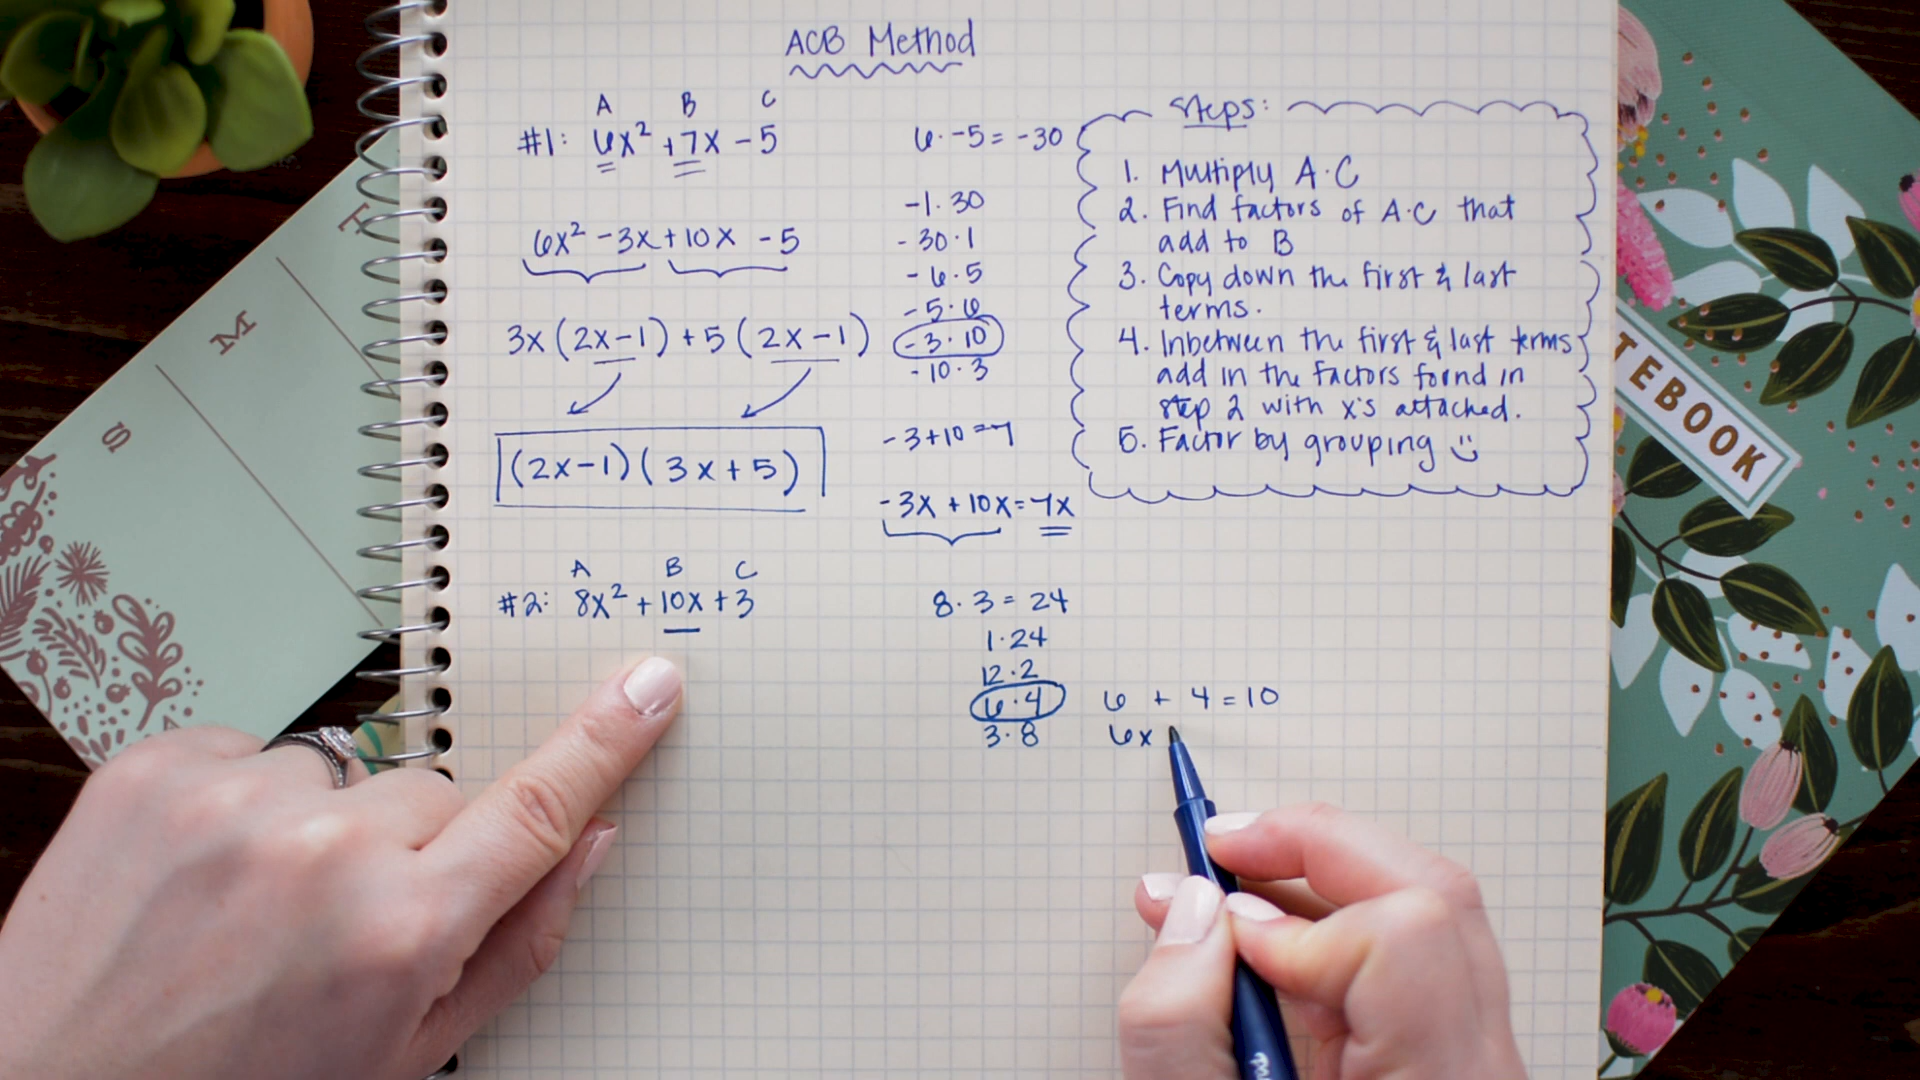 ACB Method
A B C
#1: 6x² + 7x - 5
6x² - 3x + 10x - 5
3x (2x - 1) + 5 (2x - 1)
(2x - 1)(3x + 5)
6 · -5 = -30
-1 · 30
-30 · 1
-6 · 5
-5 · 6
-3 · 10
-10 · 3
-3 + 10 = 7
-3x + 10x = 7x
Steps:
1. Multiply A·C
2. Find factors of A·C that
add to B
3. Copy down the first & last
terms.
4. Inbetween the first & last terms
add in the factors found in
step 2 with x's attached.
5. Factor by grouping
A B C
#2: 8x² + 10x + 3
8 · 3 = 24
1 · 24
12 · 2
6 · 4
3 · 8
6 + 4 = 10
6x
S
M
TEBOOK